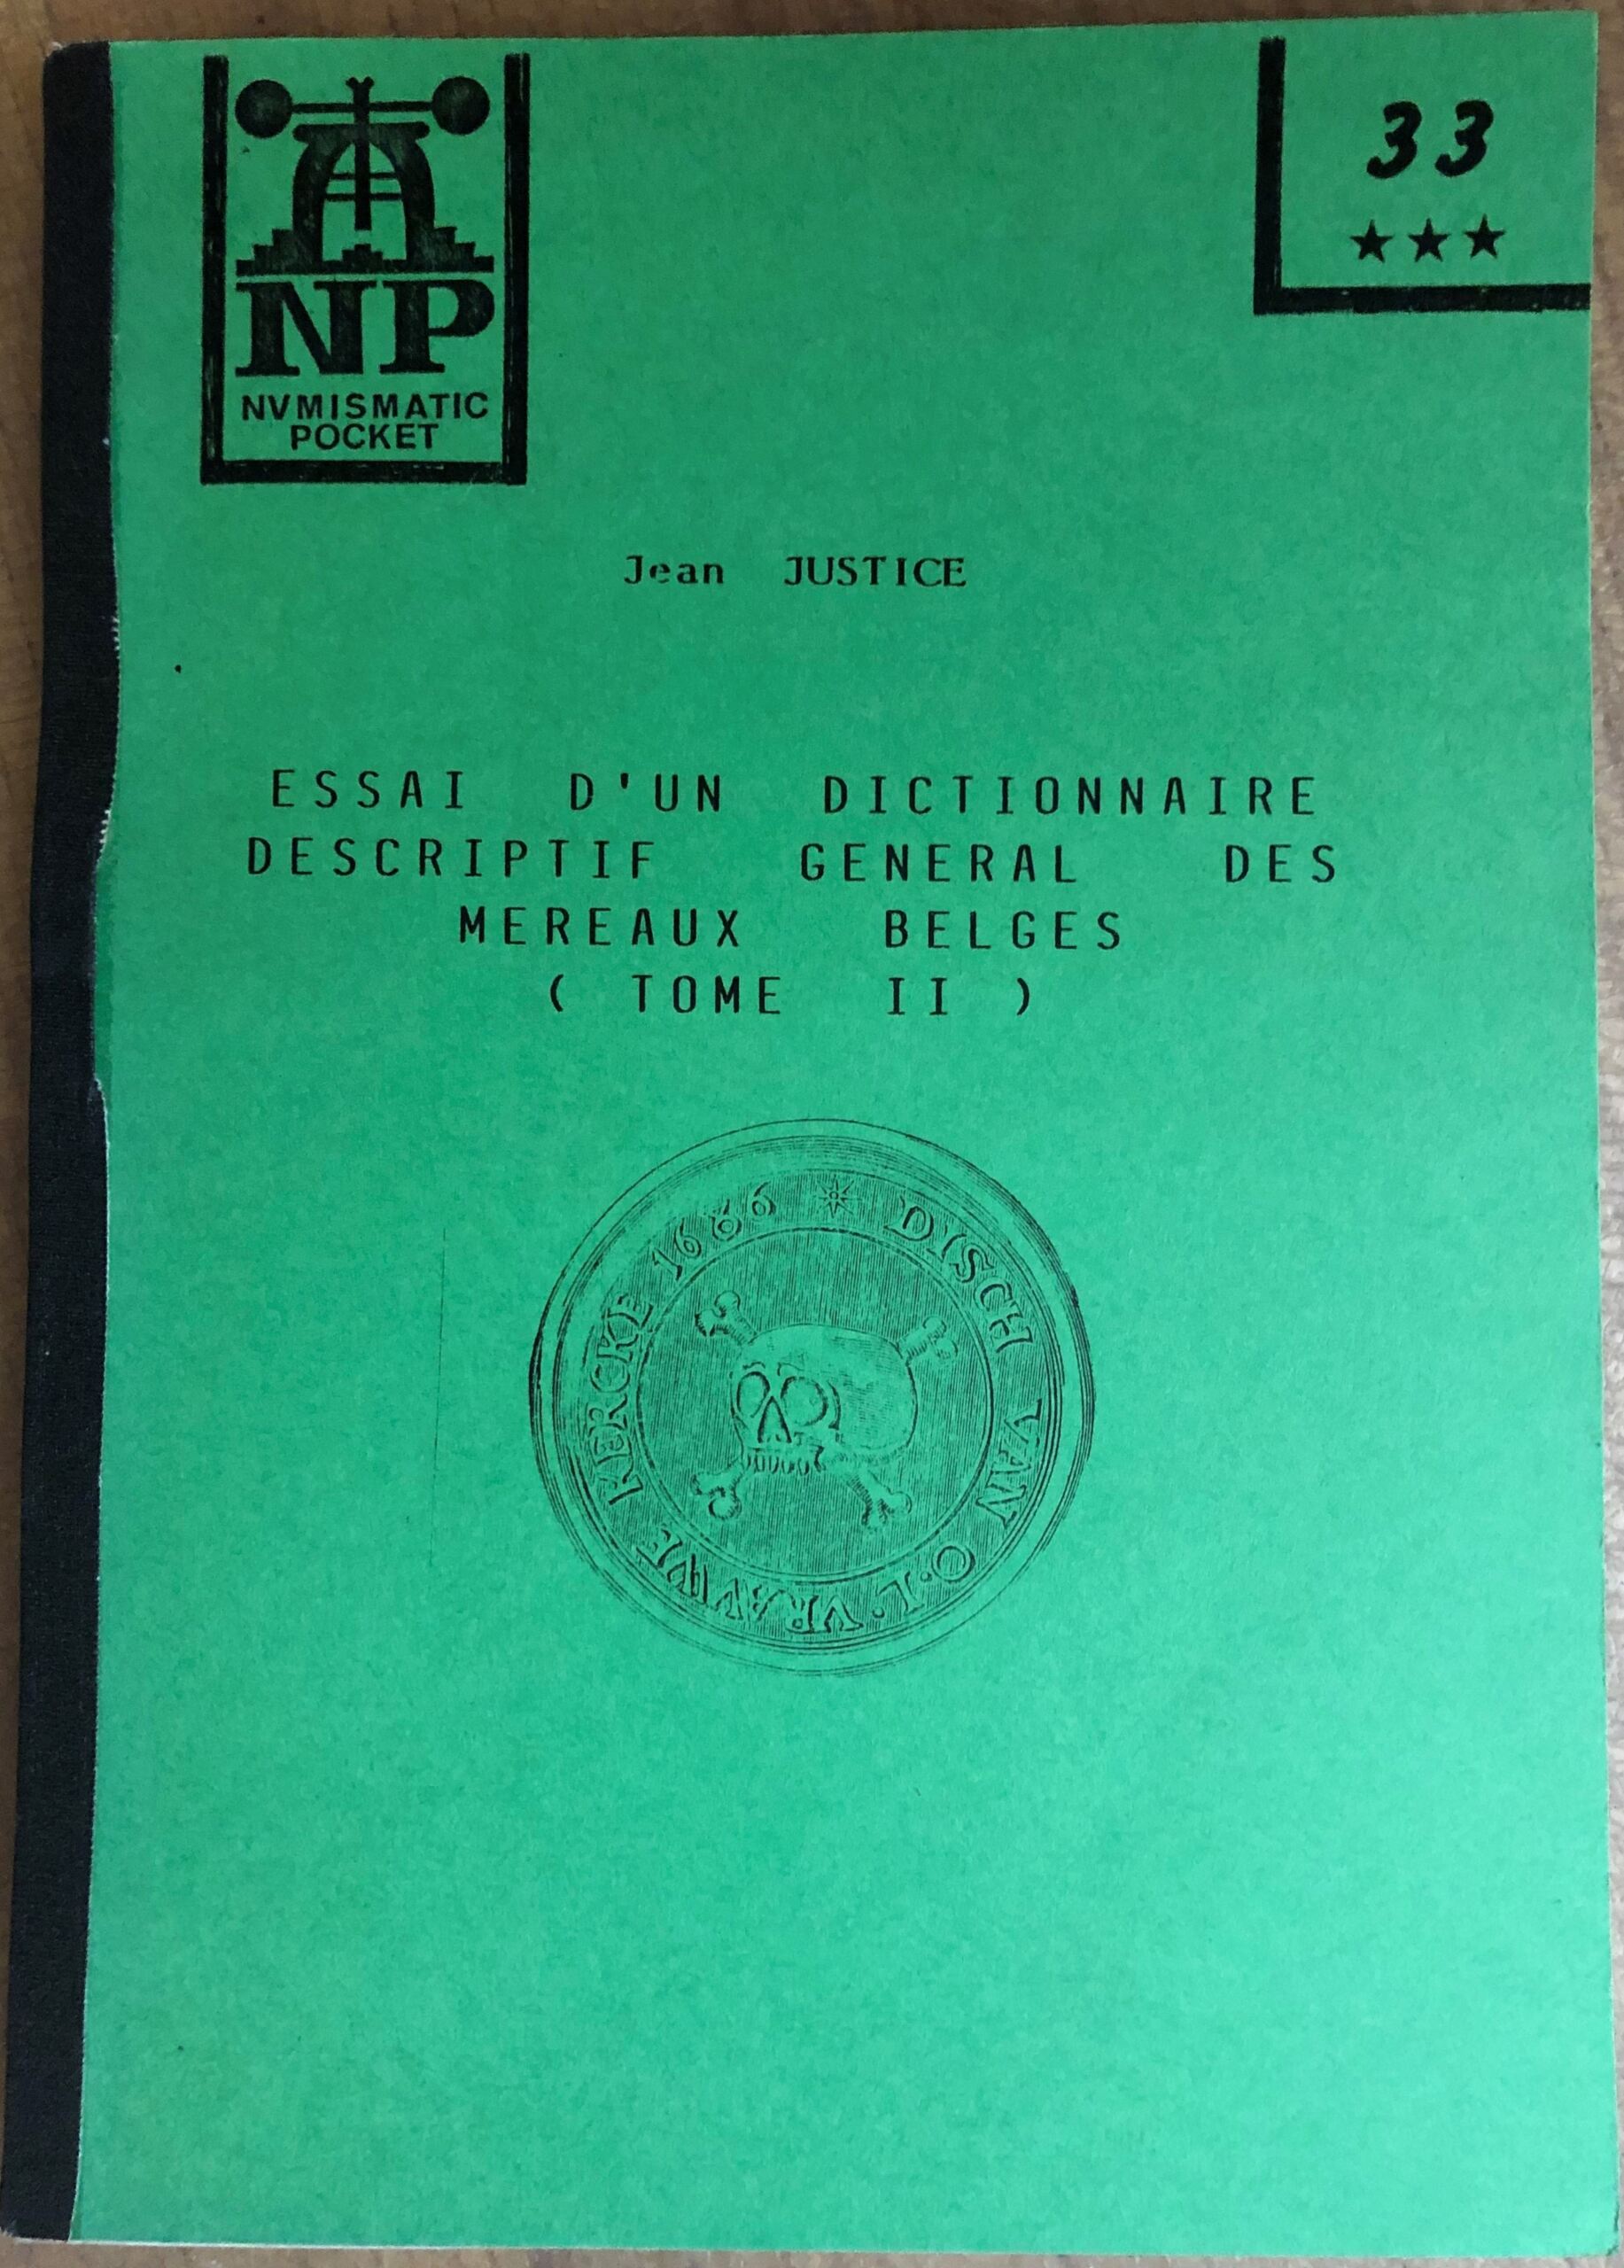 NP
NVMISMATIC
POCKET
33
★★★
Jean JUSTICE
ESSAI D'UN DICTIONNAIRE
DESCRIPTIF GENERAL DES
MEREAUX BELGES
( TOME II )
DISCH VAN O.L.VRAVWE KERCKE 1686